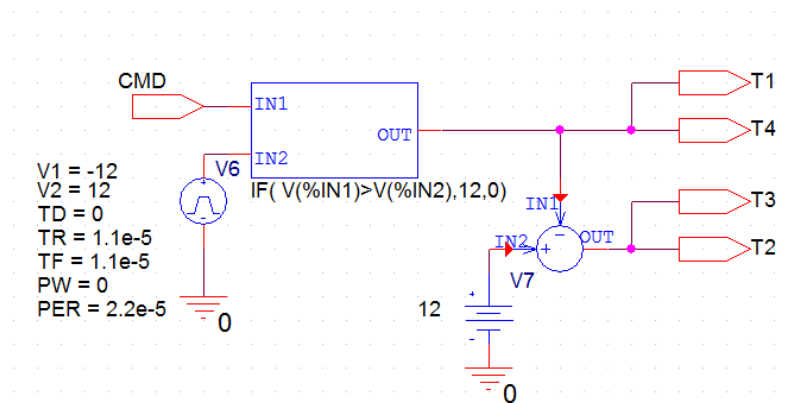 CMD
IN1
OUT
IN2
V6
IF( V(%IN1)>V(%IN2),12,0)
T1
T4
V1 = -12
V2 = 12
TD = 0
TR = 1.1e-5
TF = 1.1e-5
PW = 0
PER = 2.2e-5
0
IN1
-
IN2
+
OUT
V7
T3
T2
12
+
-
0